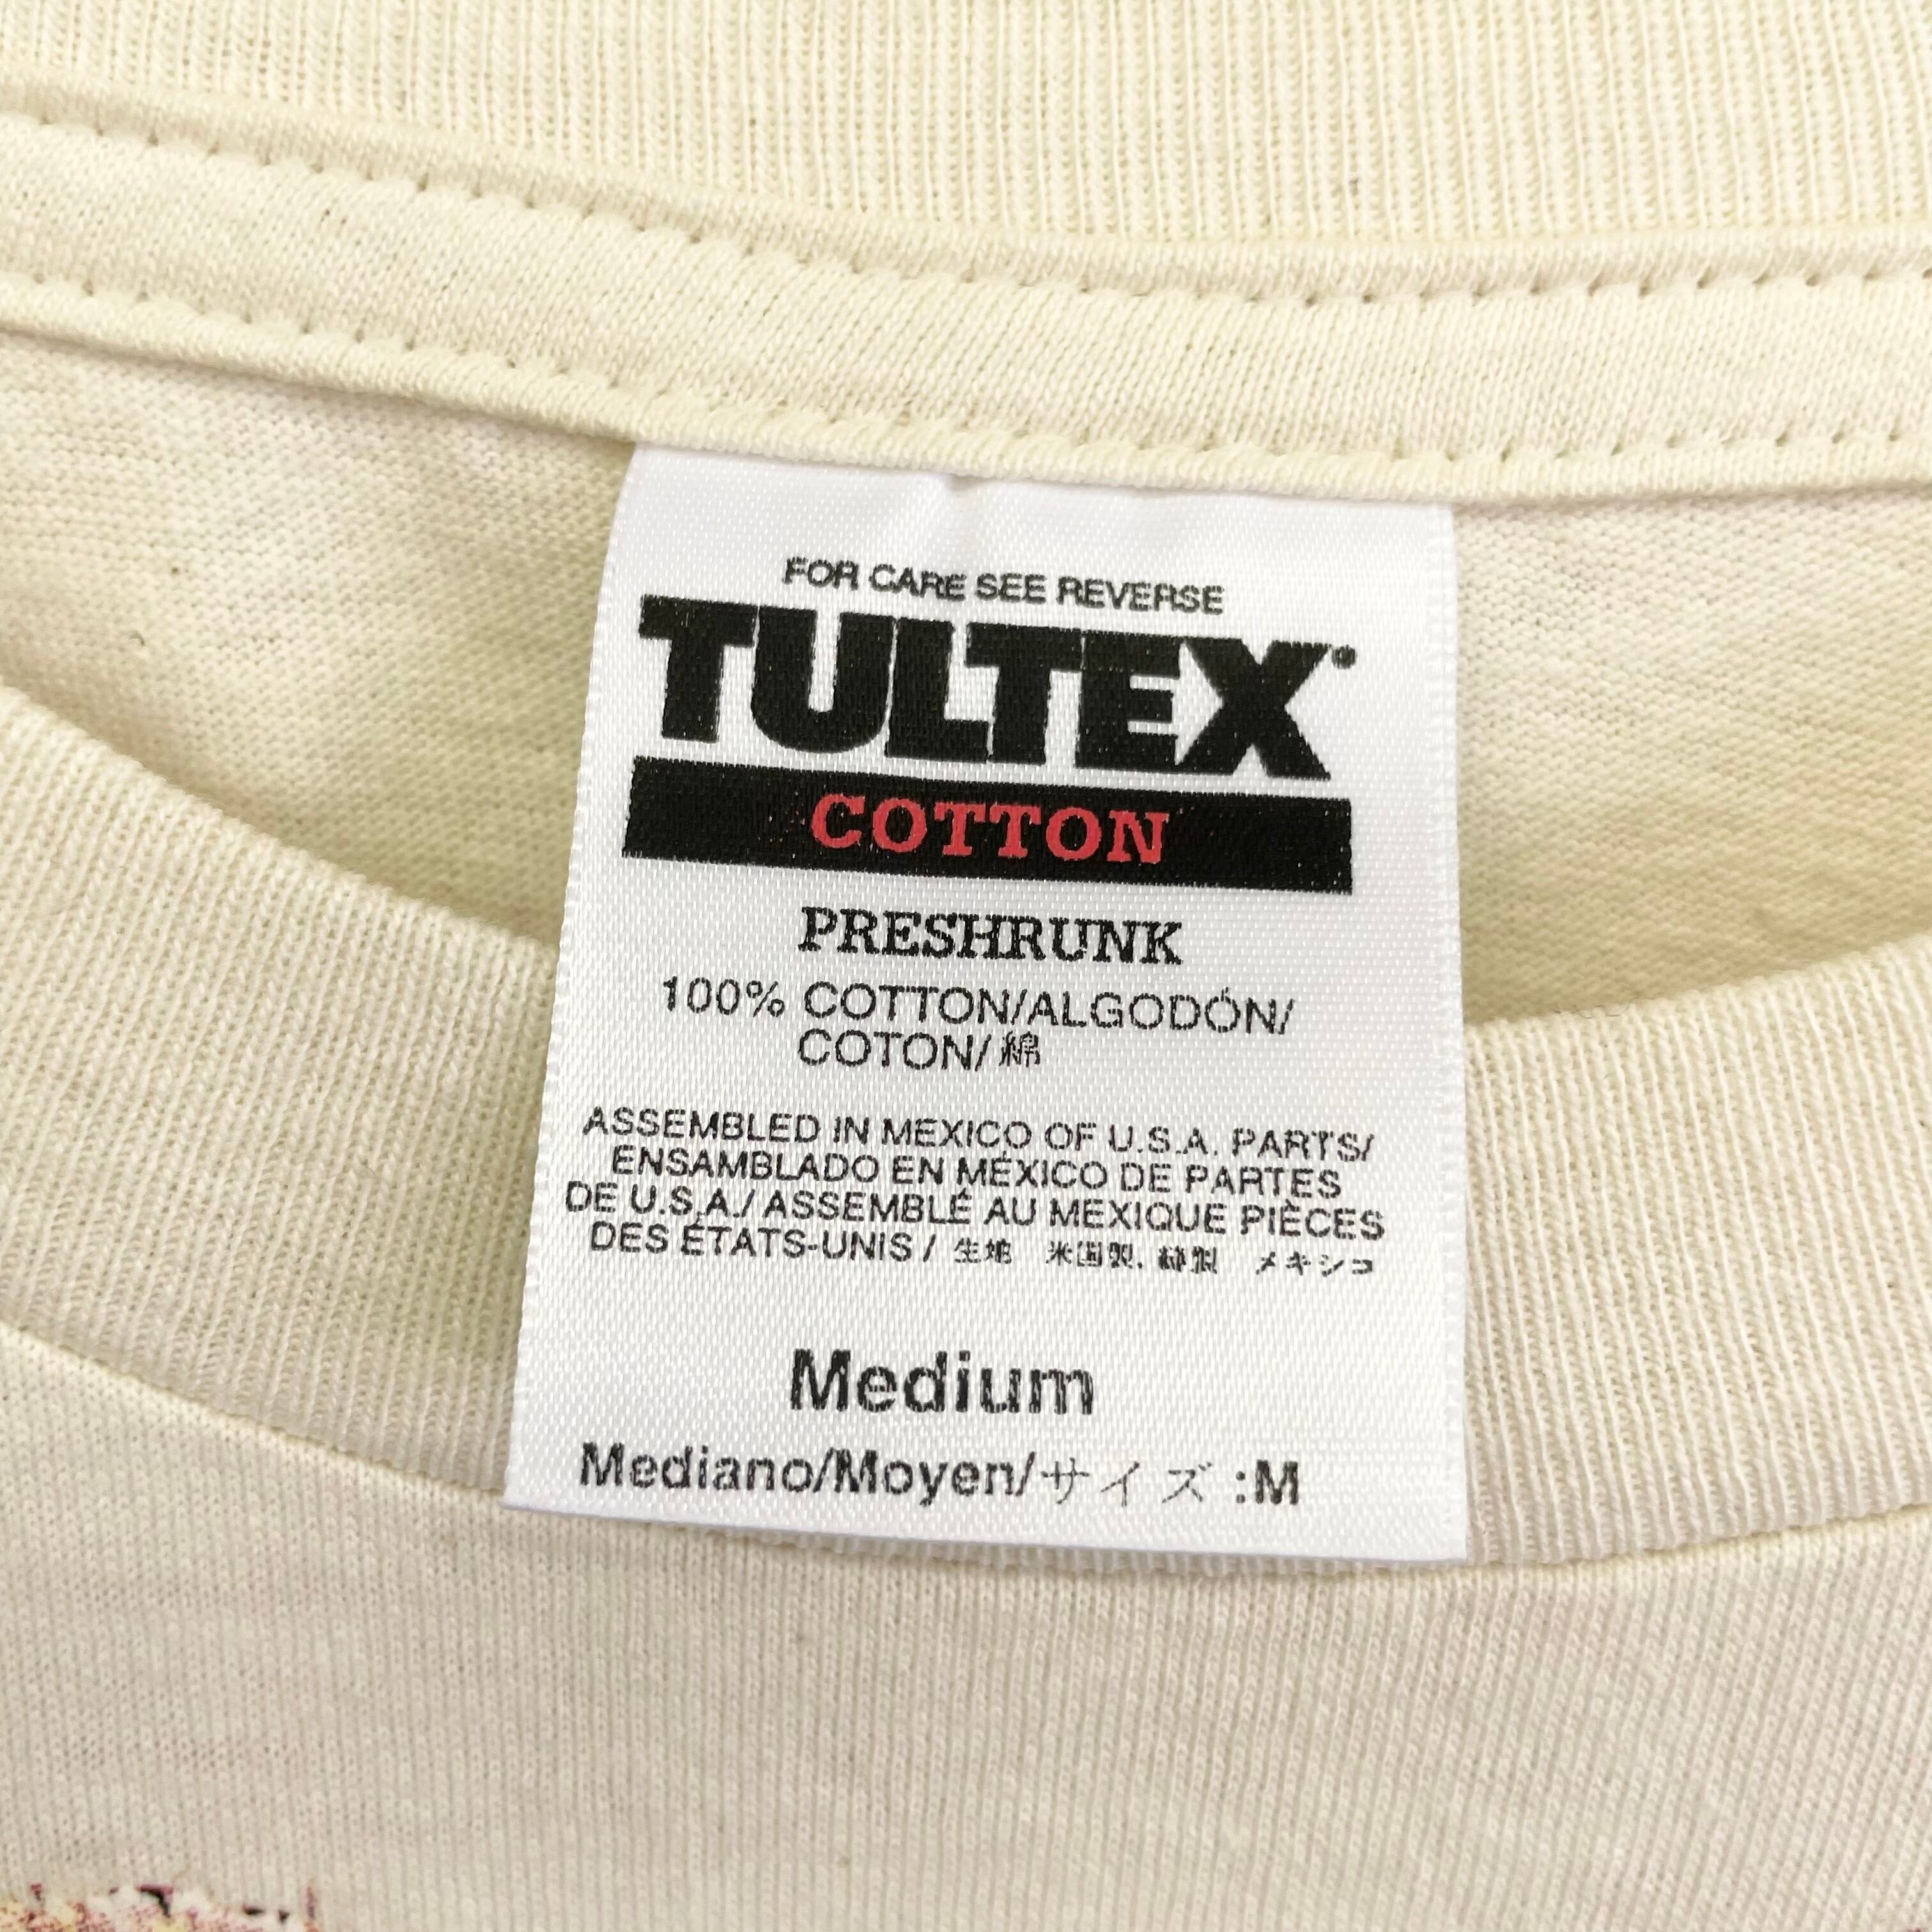 FOR CARE SEE REVERSE
TULTEX
COTTON
PRESHRUNK
100% COTTON/ALGODÓN/
COTON/綿
ASSEMBLED IN MEXICO OF U.S.A. PARTS/
ENSAMBLADO EN MÉXICO DE PARTES
DE U.S.A./ ASSEMBLÉ AU MEXIQUE PIÈCES
DES ÉTATS-UNIS / 生地 米国製, 縫製 メキシコ
Medium
Mediano/Moyen/サイズ :M